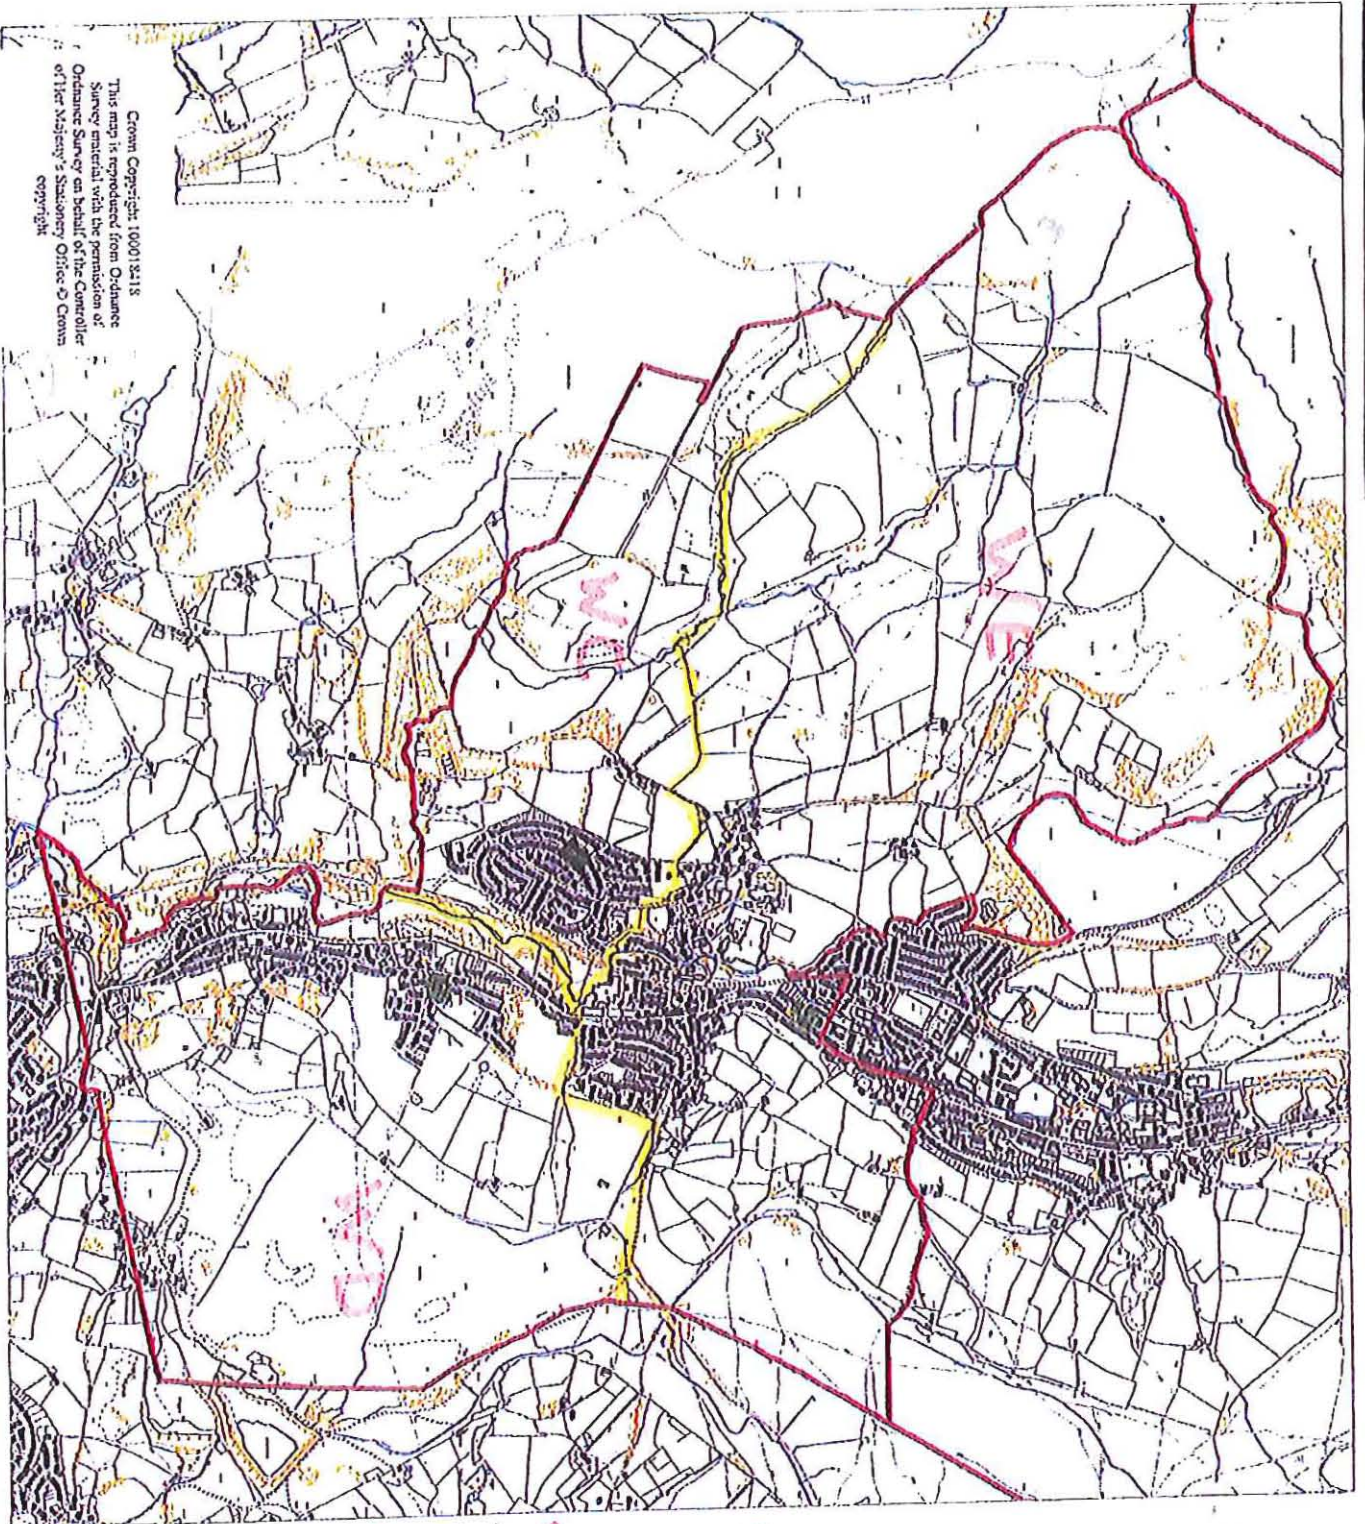 Crown Copyright 100018418
This map is reproduced from Ordnance
Survey material with the permission of
Ordnance Survey on behalf of the Controller
of Her Majesty's Stationery Office © Crown
copyright
WE
WC
WD